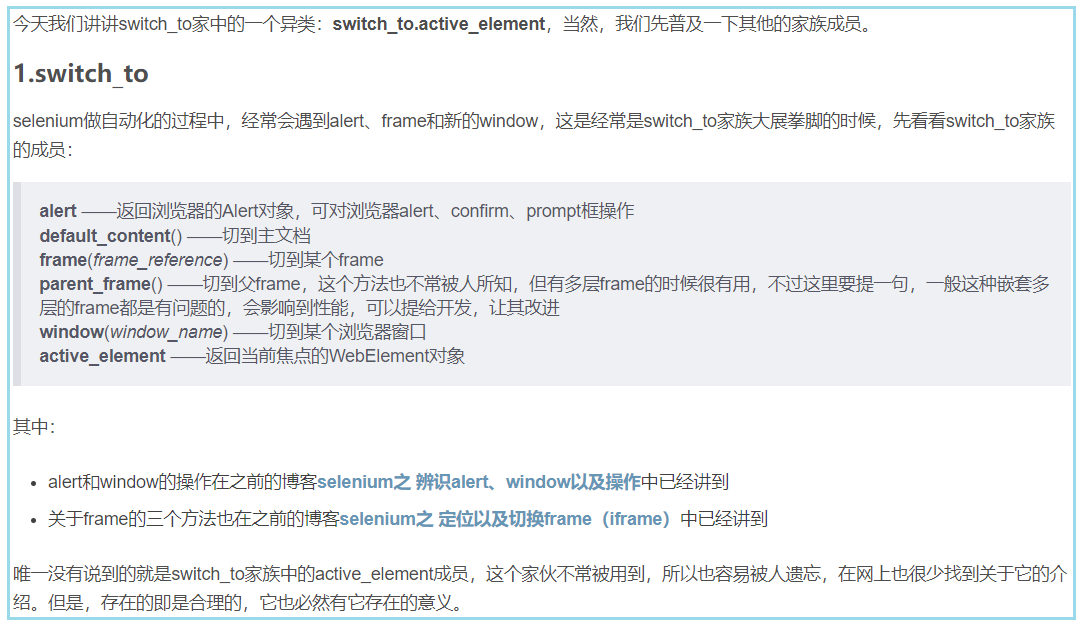 今天我们讲讲switch_to家中的一个异类：switch_to.active_element，当然，我们先普及一下其他的家族成员。
1.switch_to
selenium做自动化的过程中，经常会遇到alert、frame和新的window，这是经常是switch_to家族大展拳脚的时候，先看看switch_to家族
的成员：
alert ——返回浏览器的Alert对象，可对浏览器alert、confirm、prompt框操作
default_content() ——切到主文档
frame(frame_reference) ——切到某个frame
parent_frame() ——切到父frame，这个方法也不常被人所知，但有多层frame的时候很有用，不过这里要提一句，一般这种嵌套多
层的frame都是有问题的，会影响到性能，可以提给开发，让其改进
window(window_name) ——切到某个浏览器窗口
active_element ——返回当前焦点的WebElement对象
其中：
• alert和window的操作在之前的博客selenium之 辨识alert、window以及操作中已经讲到
• 关于frame的三个方法也在之前的博客selenium之 定位以及切换frame（iframe）中已经讲到
唯一没有说到的就是switch_to家族中的active_element成员，这个家伙不常被用到，所以也容易被人遗忘，在网上也很少找到关于它的介
绍。但是，存在的即是合理的，它也必然有它存在的意义。